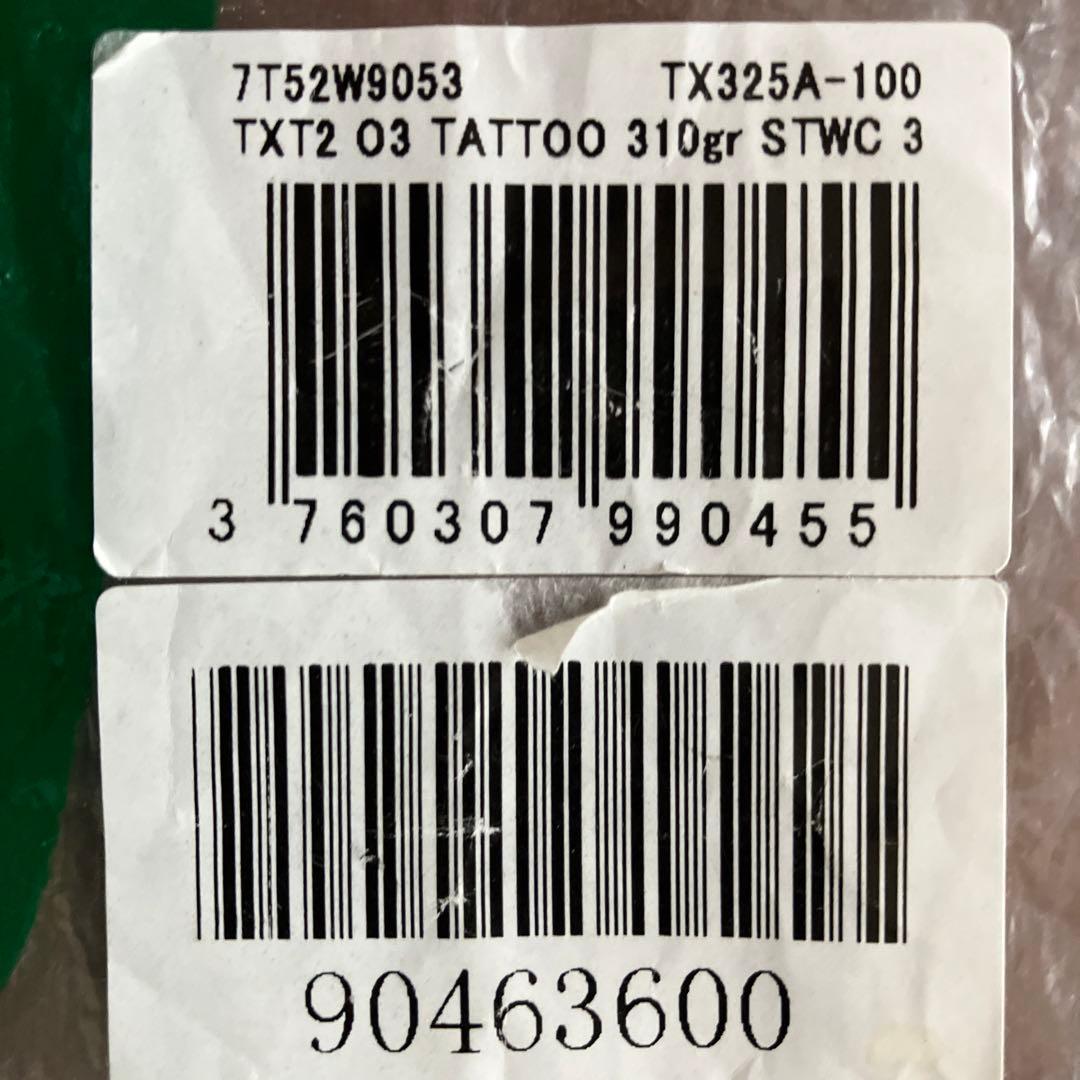 7T52W9053 TX325A-100
TXT2 O3 TATTOO 310gr STWC 3
3 760307 990455
90463600